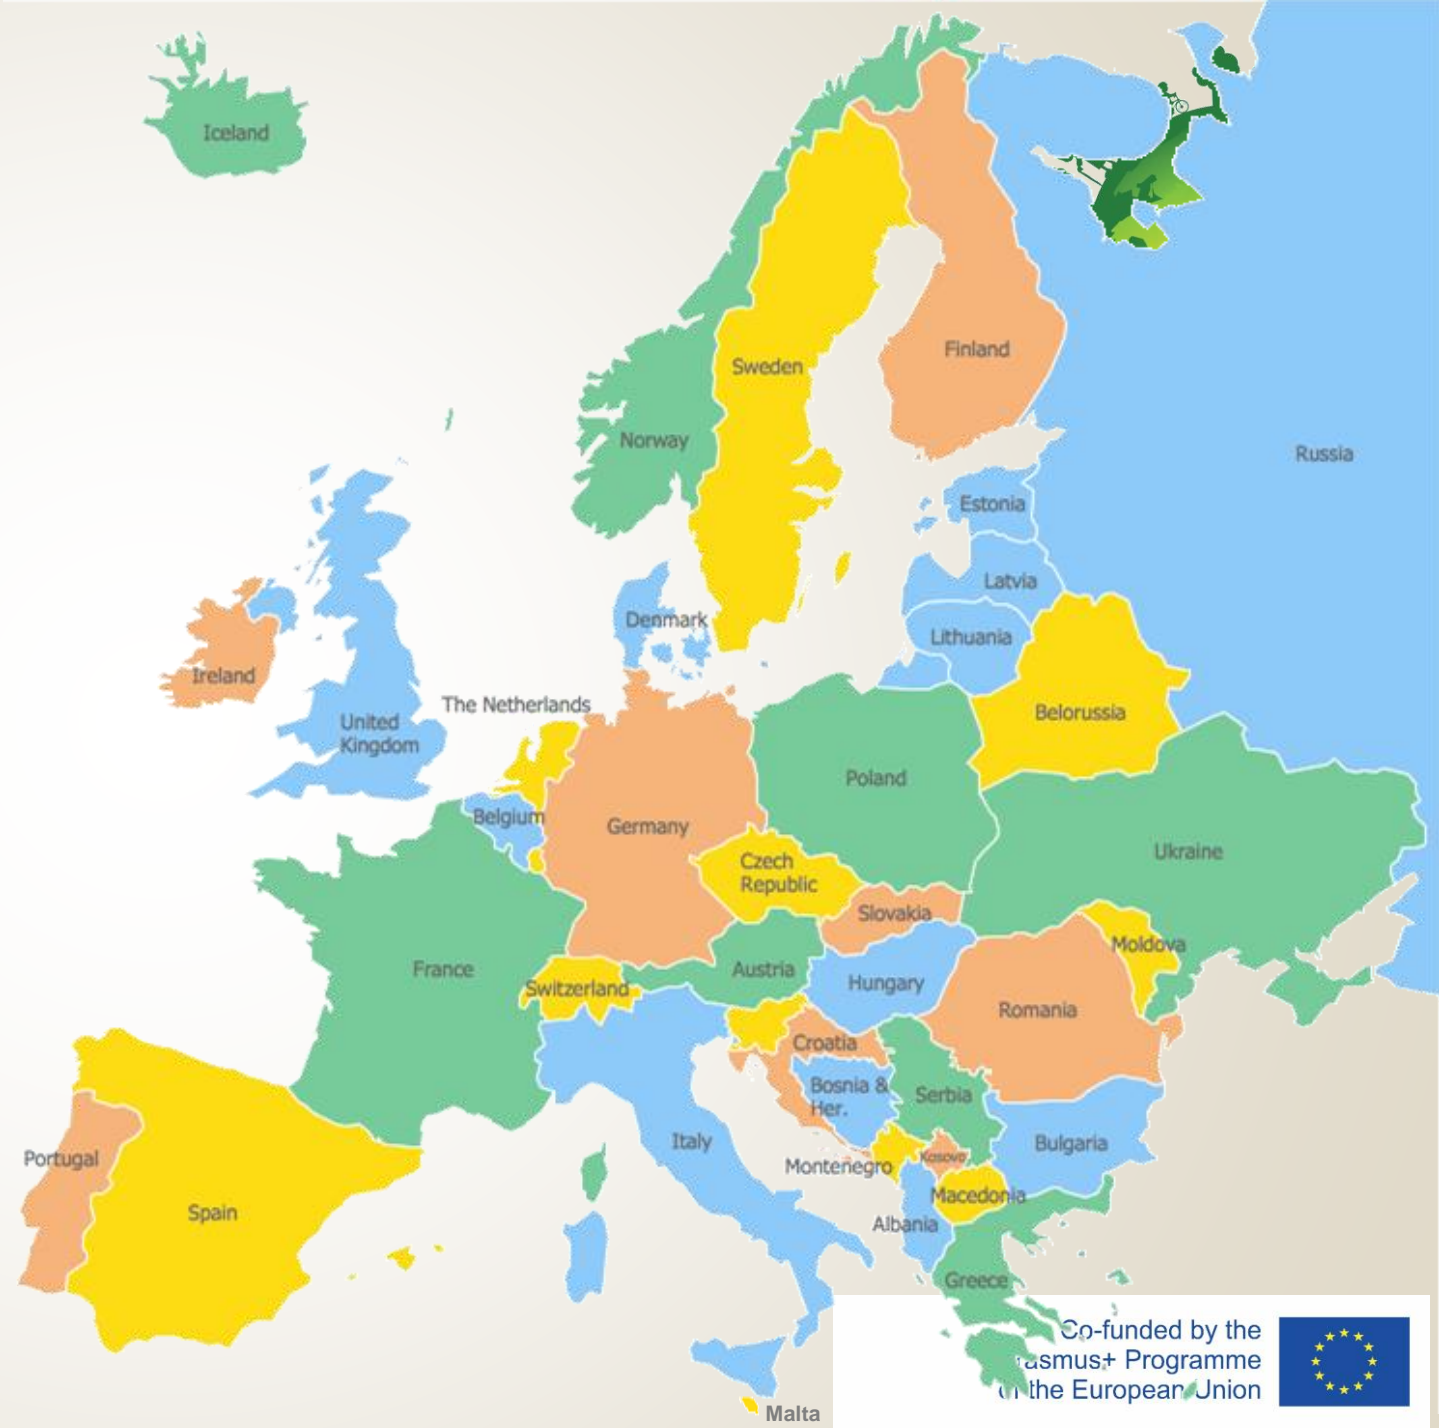 Iceland
Finland
Sweden
Norway
Russia
Estonia
Latvia
Denmark
Lithuania
Ireland
The Netherlands
Belorussia
United
Kingdom
Poland
Belgium
Germany
Ukraine
Czech
Republic
Slovakia
Moldova
France
Austria
Switzerland
Hungary
Romania
Croatia
Bosnia &
Her.
Serbia
Italy
Bulgaria
Portugal
Kosovo
Montenegro
Macedonia
Spain
Albania
Greece
Co-funded by the
asmus+ Programme
the European Union
Malta